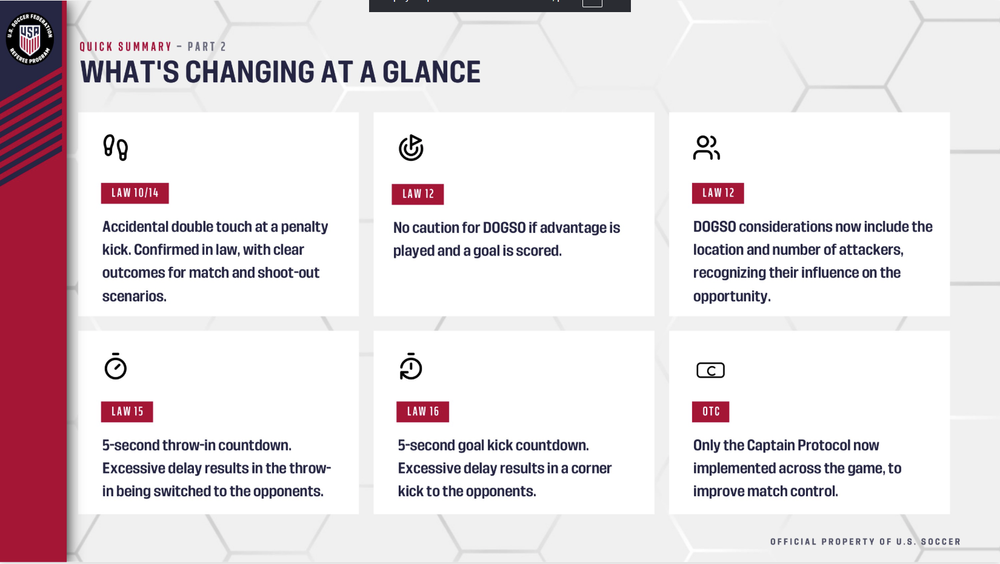 U.S. SOCCER FEDERATION
USA
REFEREE PROGRAM
QUICK SUMMARY – PART 2
WHAT'S CHANGING AT A GLANCE
LAW 10/14
Accidental double touch at a penalty
kick. Confirmed in law, with clear
outcomes for match and shoot-out
scenarios.
LAW 12
No caution for DOGSO if advantage is
played and a goal is scored.
LAW 12
DOGSO considerations now include the
location and number of attackers,
recognizing their influence on the
opportunity.
LAW 15
5-second throw-in countdown.
Excessive delay results in the throw-
in being switched to the opponents.
LAW 16
5-second goal kick countdown.
Excessive delay results in a corner
kick to the opponents.
C
OTC
Only the Captain Protocol now
implemented across the game, to
improve match control.
OFFICIAL PROPERTY OF U.S. SOCCER